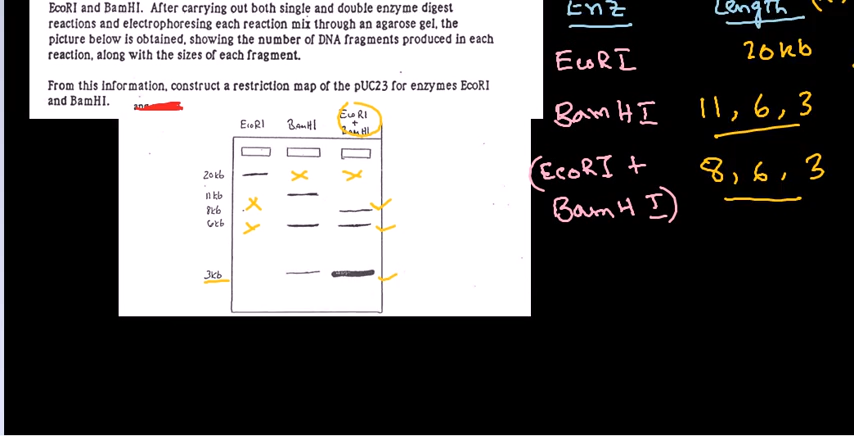 EcoRI and BamHI. After carrying out both single and double enzyme digest
reactions and electrophoresing each reaction mix through an agarose gel, the
picture below is obtained, showing the number of DNA fragments produced in each
reaction, along with the sizes of each fragment.
From this information, construct a restriction map of the pUC23 for enzymes EcoRI
and BamHI.
EcoRI BamHI EcoRI
+
BamHI
20kb
11kb
8kb
6kb
3kb
Enz Length
EcoRI 20kb
BamHI 11, 6, 3
(EcoRI + 8, 6, 3
BamHI)